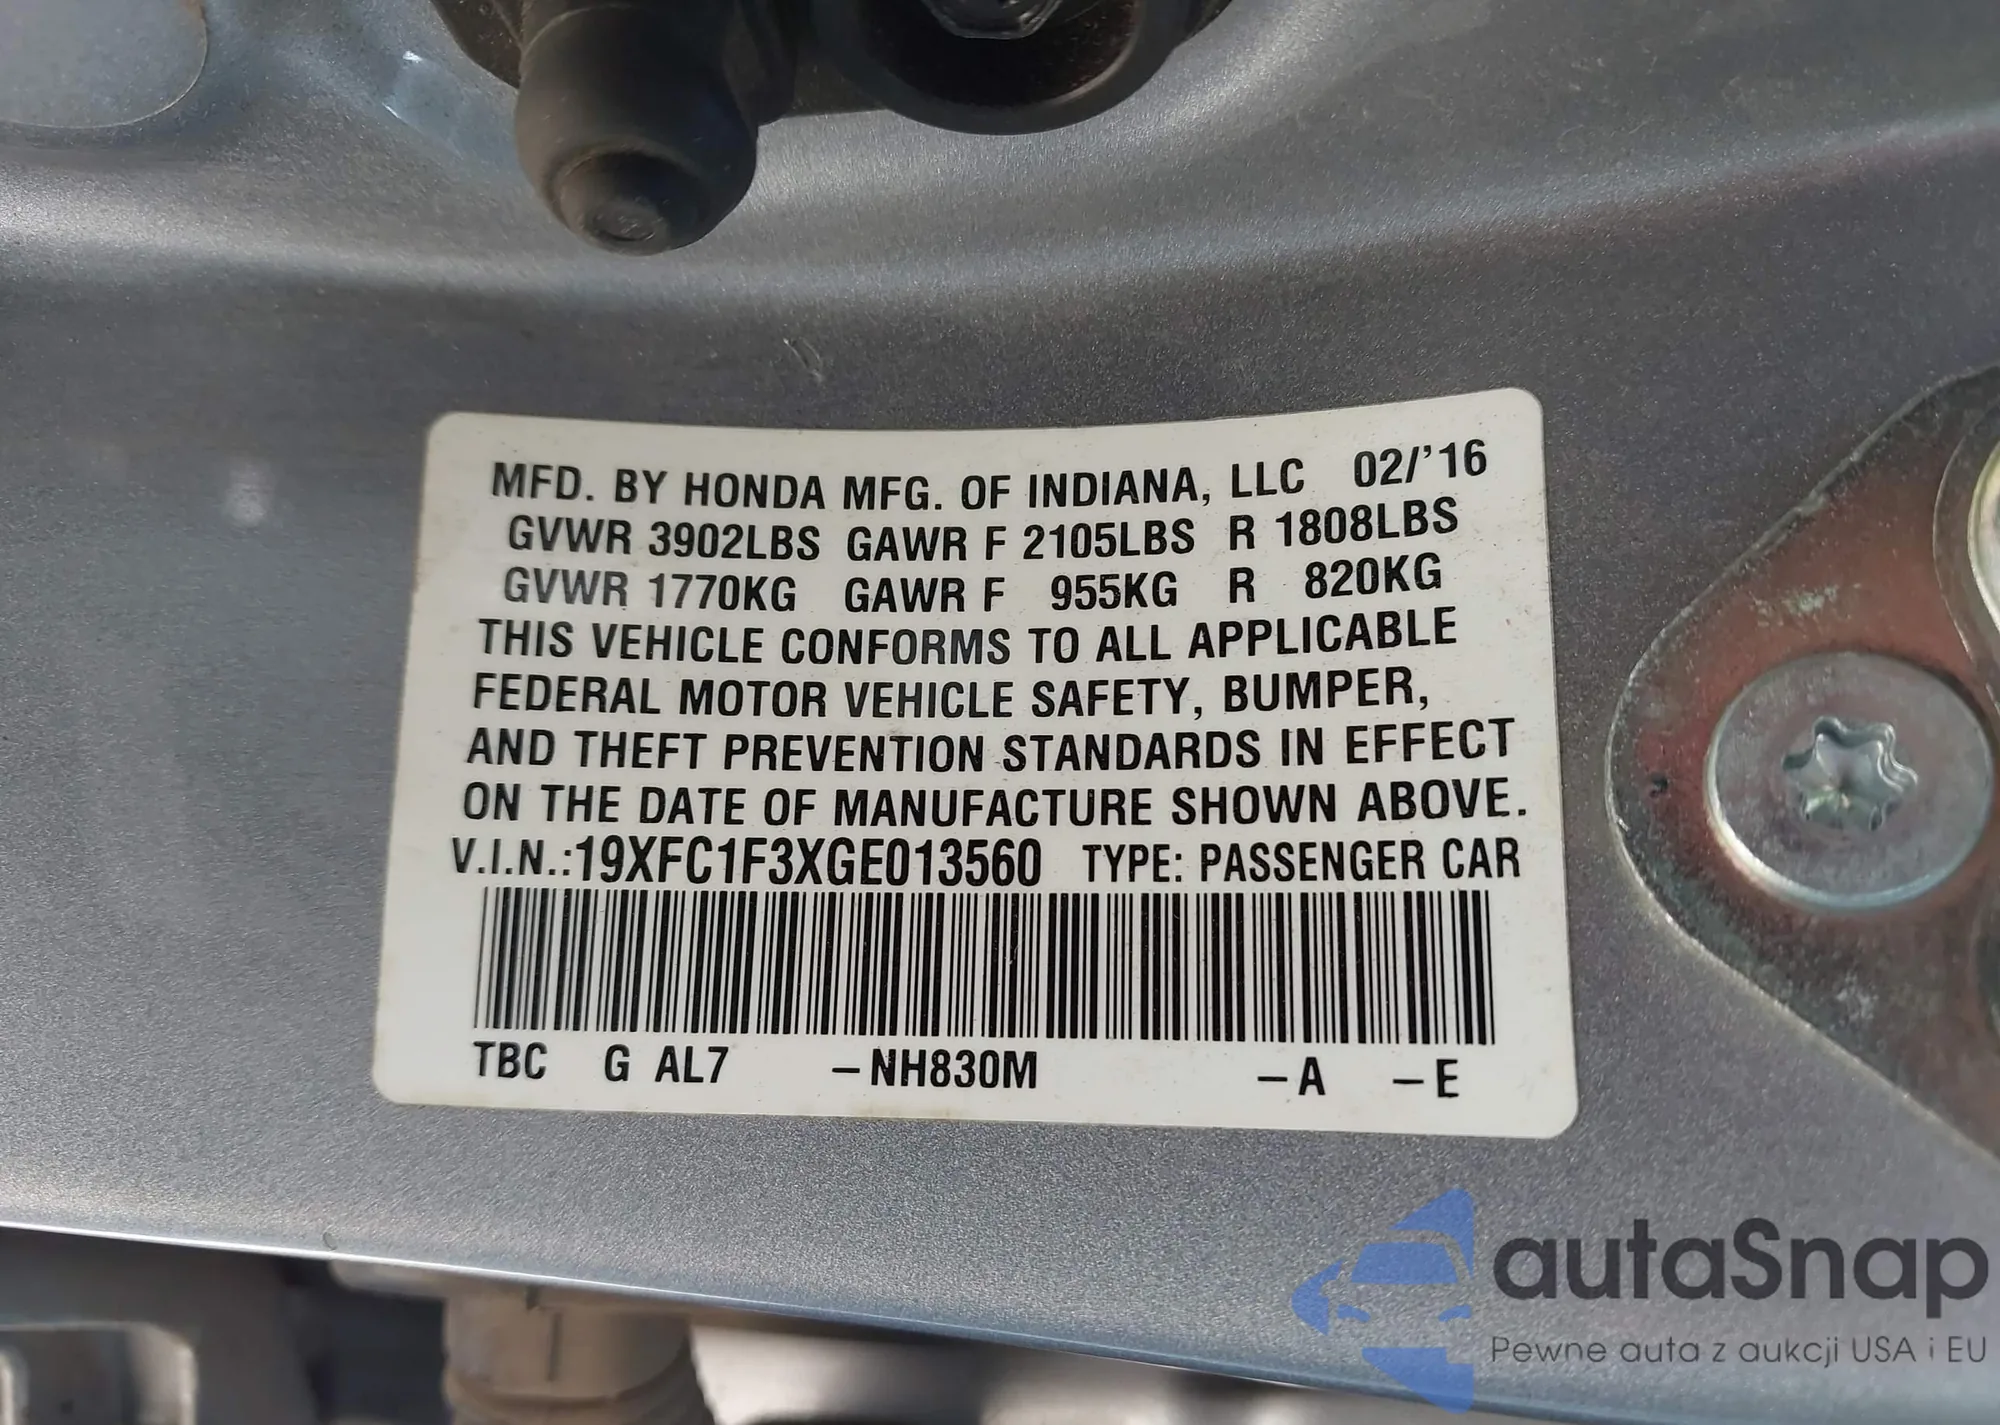 MFD. BY HONDA MFG. OF INDIANA, LLC 02/'16
GVWR 3902LBS GAWR F 2105LBS R 1808LBS
GVWR 1770KG GAWR F 955KG R 820KG
THIS VEHICLE CONFORMS TO ALL APPLICABLE
FEDERAL MOTOR VEHICLE SAFETY, BUMPER,
AND THEFT PREVENTION STANDARDS IN EFFECT
ON THE DATE OF MANUFACTURE SHOWN ABOVE.
V.I.N.:19XFC1F3XGE013560 TYPE: PASSENGER CAR
TBC G AL7 –NH830M –A –E
autaSnap
Pewne auta z aukcji USA i EU